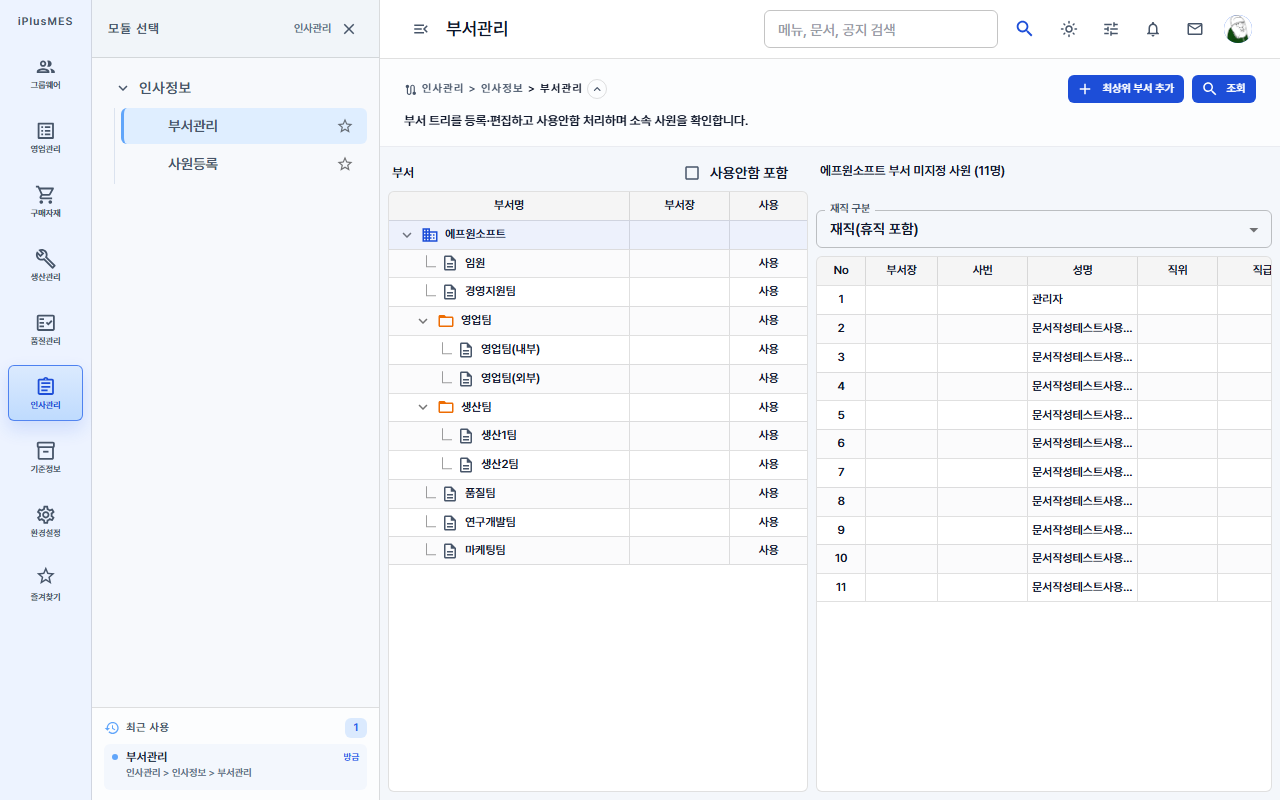 iPlusMES
그룹웨어
영업관리
구매자재
생산관리
품질관리
인사관리
기준정보
환경설정
즐겨찾기
모듈 선택
인사관리
인사정보
부서관리
사원등록
최근 사용
1
부서관리
방금
인사관리 > 인사정보 > 부서관리
부서관리
메뉴, 문서, 공지 검색
인사관리 > 인사정보 > 부서관리
최상위 부서 추가
조회
부서 트리를 등록·편집하고 사용안함 처리하며 소속 사원을 확인합니다.
부서
사용안함 포함
부서명 부서장 사용
에프원소프트
임원 사용
경영지원팀 사용
영업팀 사용
영업팀(내부) 사용
영업팀(외부) 사용
생산팀 사용
생산1팀 사용
생산2팀 사용
품질팀 사용
연구개발팀 사용
마케팅팀 사용
에프원소프트 부서 미지정 사원 (11명)
재직 구분
재직(휴직 포함)
No 부서장 사번 성명 직위 직급
1 관리자
2 문서작성테스트사용...
3 문서작성테스트사용...
4 문서작성테스트사용...
5 문서작성테스트사용...
6 문서작성테스트사용...
7 문서작성테스트사용...
8 문서작성테스트사용...
9 문서작성테스트사용...
10 문서작성테스트사용...
11 문서작성테스트사용...